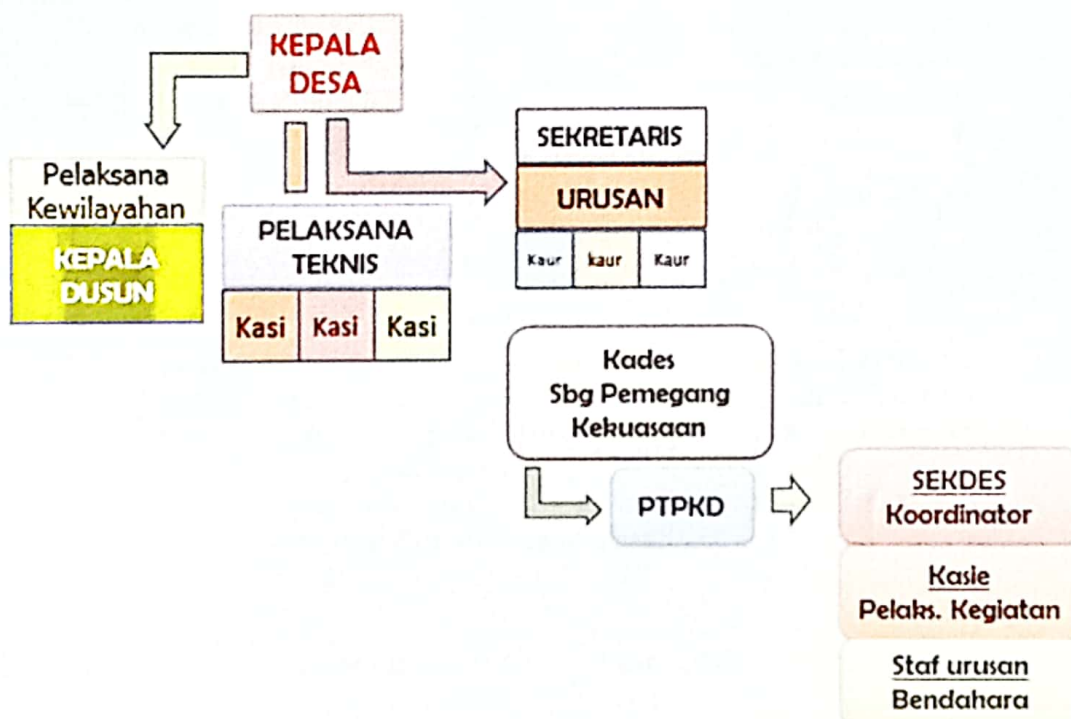 KEPALA
DESA
Pelaksana
Kewilayahan
KEPALA
DUSUN
PELAKSANA
TEKNIS
Kasi
Kasi
Kasi
SEKRETARIS
URUSAN
Kaur
kaur
Kaur
Kades
Sbg Pemegang
Kekuasaan
PTPKD
SEKDES
Koordinator
Kasie
Pelaks. Kegiatan
Staf urusan
Bendahara